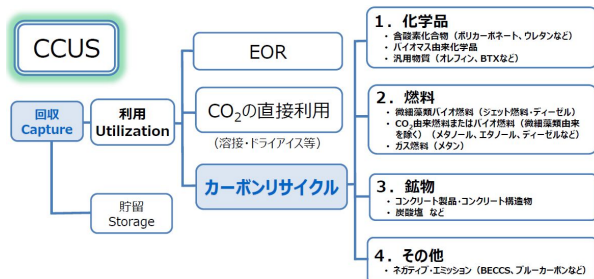 CCUS
回収
Capture
利用
Utilization
貯留
Storage
EOR
CO2の直接利用
(溶接・ドライアイス等)
カーボンリサイクル
1．化学品
・ 含酸素化合物（ポリカーボネート、ウレタンなど）
・ バイオマス由来化学品
・ 汎用物質（オレフィン、BTXなど）
2．燃料
・ 微細藻類バイオ燃料（ジェット燃料・ディーゼル）
・ CO2由来燃料またはバイオ燃料（微細藻類由来
を除く）（メタノール、エタノール、ディーゼルなど）
・ ガス燃料（メタン）
3．鉱物
・ コンクリート製品・コンクリート構造物
・ 炭酸塩 など
4．その他
・ ネガティブ・エミッション（BECCS、ブルーカーボンなど）